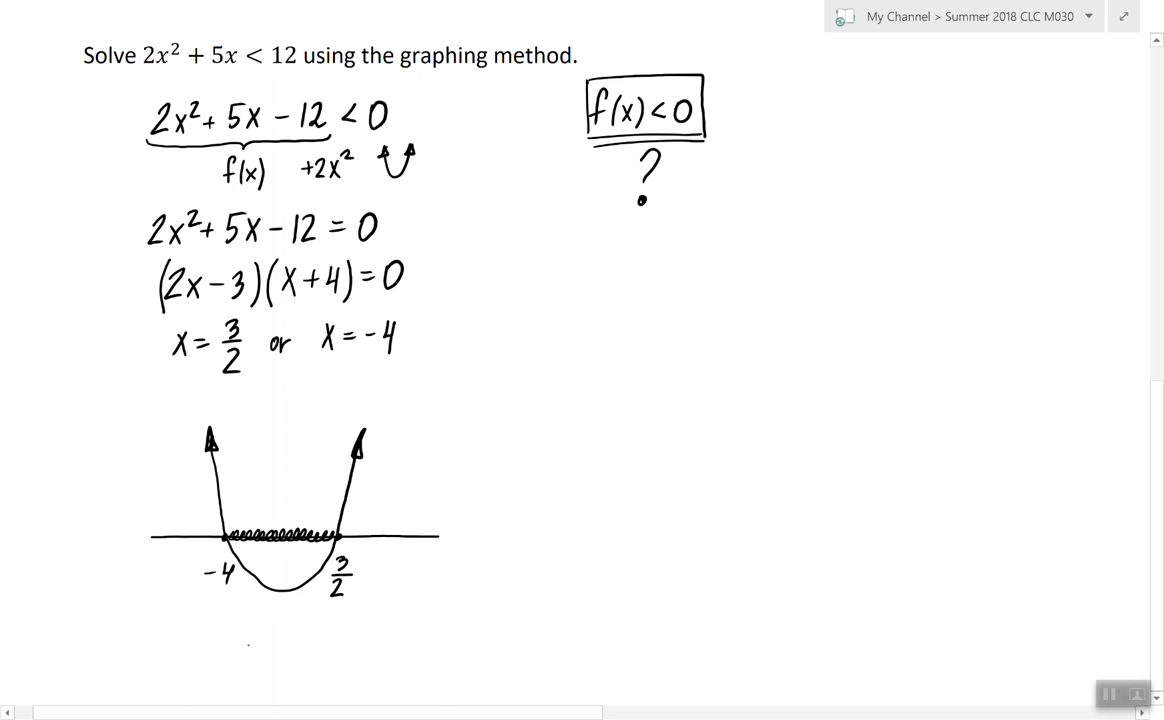 My Channel > Summer 2018 CLC M030
Solve 2x² + 5x < 12 using the graphing method.
2x² + 5x - 12 < 0
f(x) +2x²
f(x) < 0
?
2x² + 5x - 12 = 0
(2x - 3)(x + 4) = 0
x = 3/2 or x = -4
-4 3/2